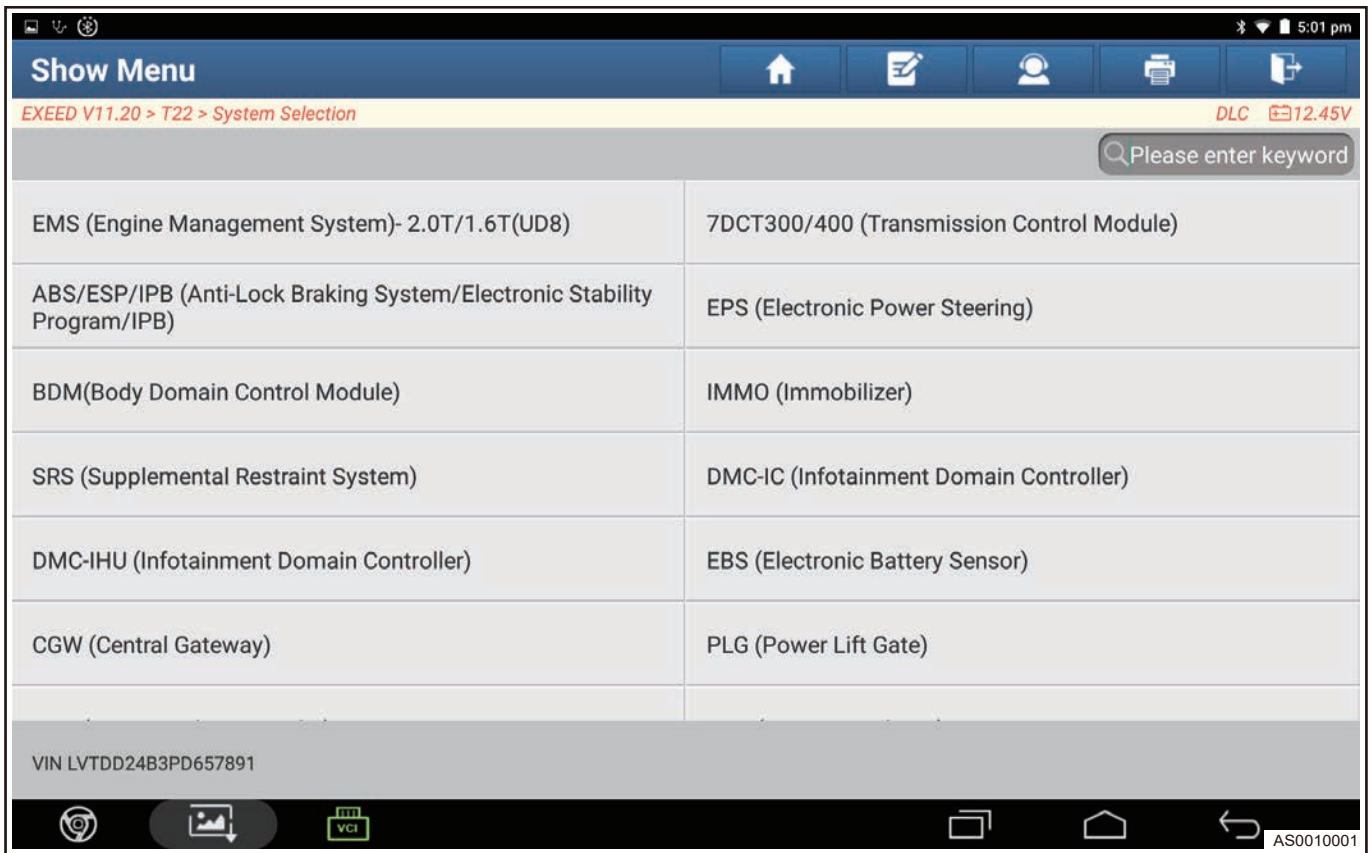 5:01 pm
Show Menu
EXEED V11.20 > T22 > System Selection
DLC 12.45V
Please enter keyword
EMS (Engine Management System)- 2.0T/1.6T(UD8)
7DCT300/400 (Transmission Control Module)
ABS/ESP/IPB (Anti-Lock Braking System/Electronic Stability
Program/IPB)
EPS (Electronic Power Steering)
BDM(Body Domain Control Module)
IMMO (Immobilizer)
SRS (Supplemental Restraint System)
DMC-IC (Infotainment Domain Controller)
DMC-IHU (Infotainment Domain Controller)
EBS (Electronic Battery Sensor)
CGW (Central Gateway)
PLG (Power Lift Gate)
VIN LVTDD24B3PD657891
VCI
AS0010001